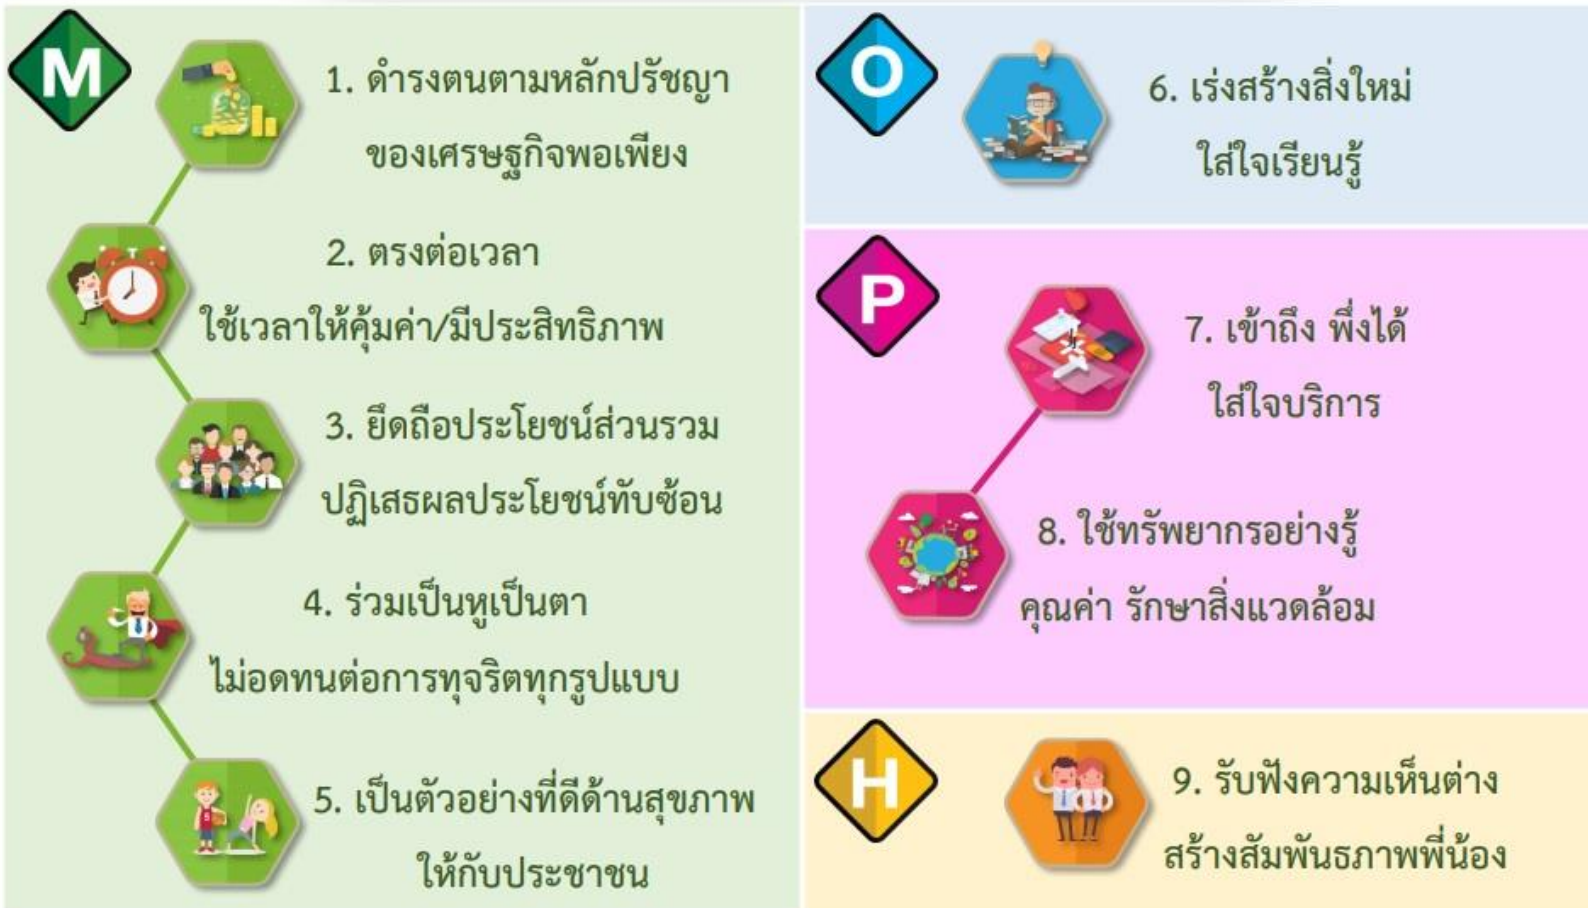 M
1. ดำรงตนตามหลักปรัชญา
ของเศรษฐกิจพอเพียง
2. ตรงต่อเวลา
ใช้เวลาให้คุ้มค่า/มีประสิทธิภาพ
3. ยึดถือประโยชน์ส่วนรวม
ปฏิเสธผลประโยชน์ทับซ้อน
4. ร่วมเป็นหูเป็นตา
ไม่อดทนต่อการทุจริตทุกรูปแบบ
5. เป็นตัวอย่างที่ดีด้านสุขภาพ
ให้กับประชาชน
O
6. เร่งสร้างสิ่งใหม่
ใส่ใจเรียนรู้
P
7. เข้าถึง พึ่งได้
ใส่ใจบริการ
8. ใช้ทรัพยากรอย่างรู้
คุณค่า รักษาสิ่งแวดล้อม
H
9. รับฟังความเห็นต่าง
สร้างสัมพันธภาพพี่น้อง